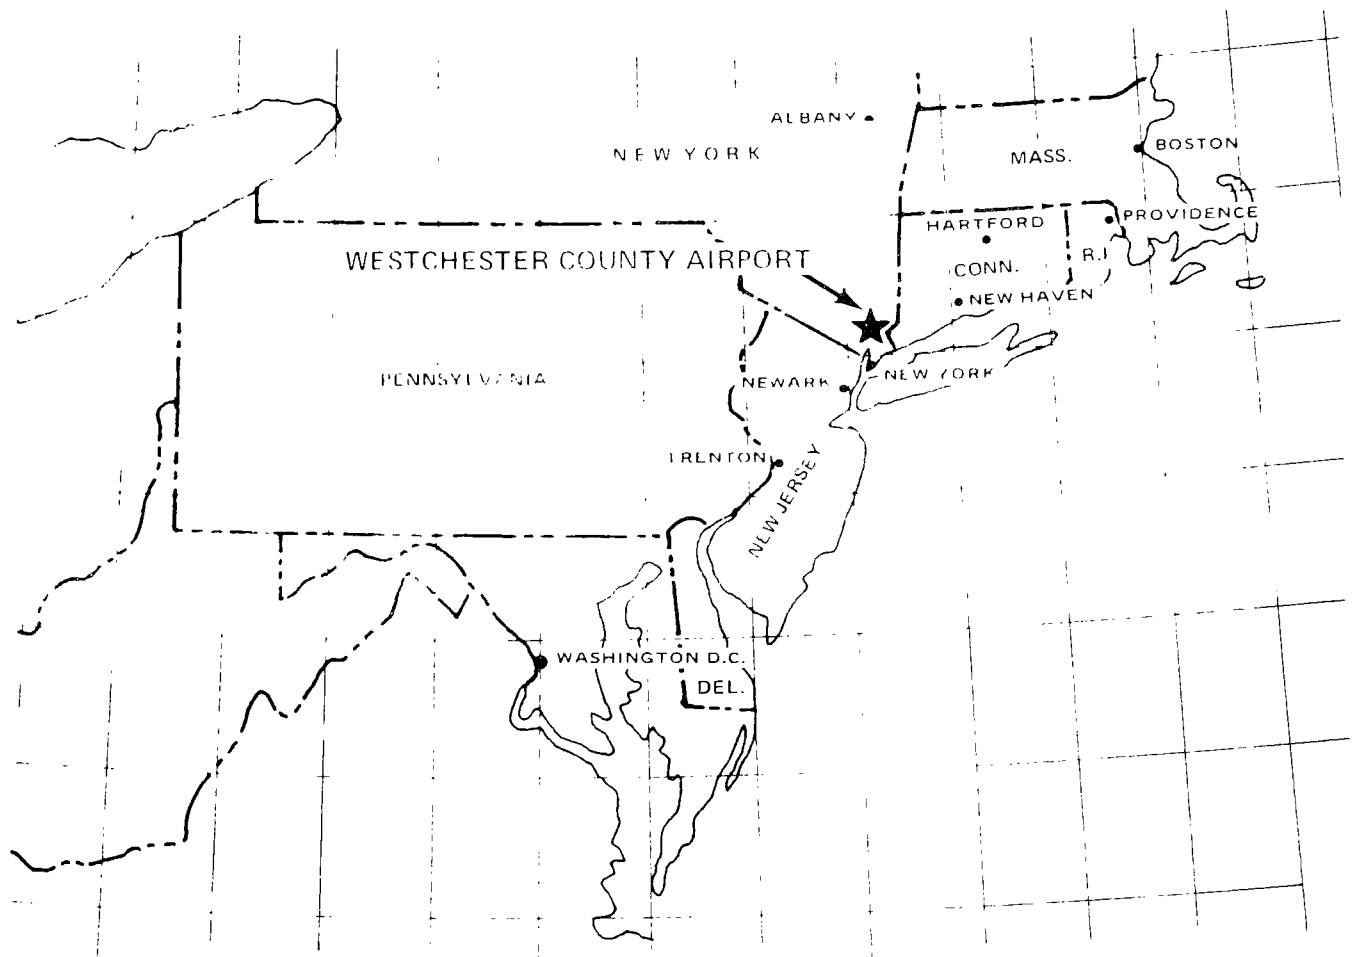 ALBANY
NEW YORK
MASS.
BOSTON
PROVIDENCE
HARTFORD
WESTCHESTER COUNTY AIRPORT
R.I
CONN.
NEW HAVEN
PENNSYLVANIA
NEWARK
NEW YORK
TRENTON
NEW JERSEY
WASHINGTON D.C.
DEL.